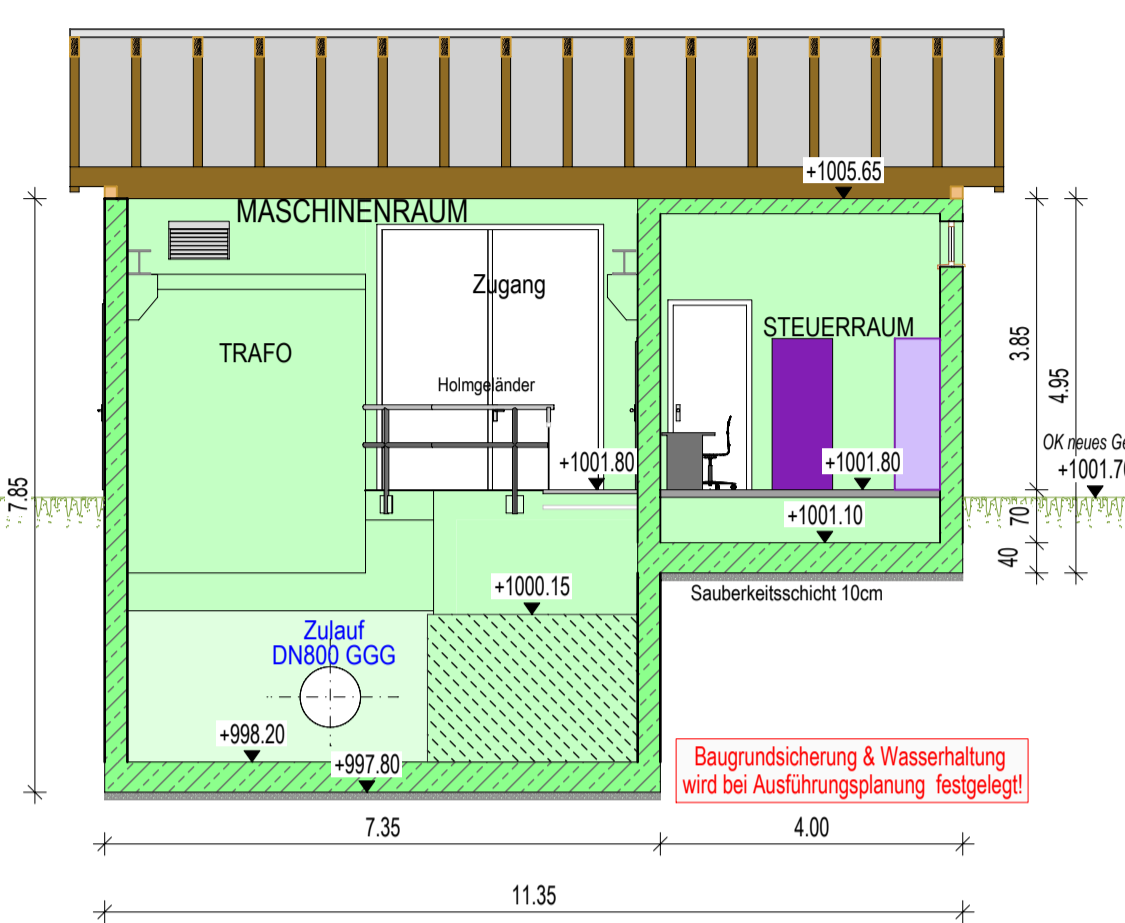 +1005.65
MASCHINENRAUM
Zugang
STEUERRAUM
TRAFO
Holmgeländer
3.85
4.95
7.85
+1001.80
+1001.80
OK neues Ge
+1001.70
+1001.10
70
40
+1000.15
Sauberkeitsschicht 10cm
Zulauf
DN800 GGG
+998.20
+997.80
Baugrundsicherung & Wasserhaltung
wird bei Ausführungsplanung festgelegt!
7.35
4.00
11.35